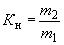 Kн = m2/m1